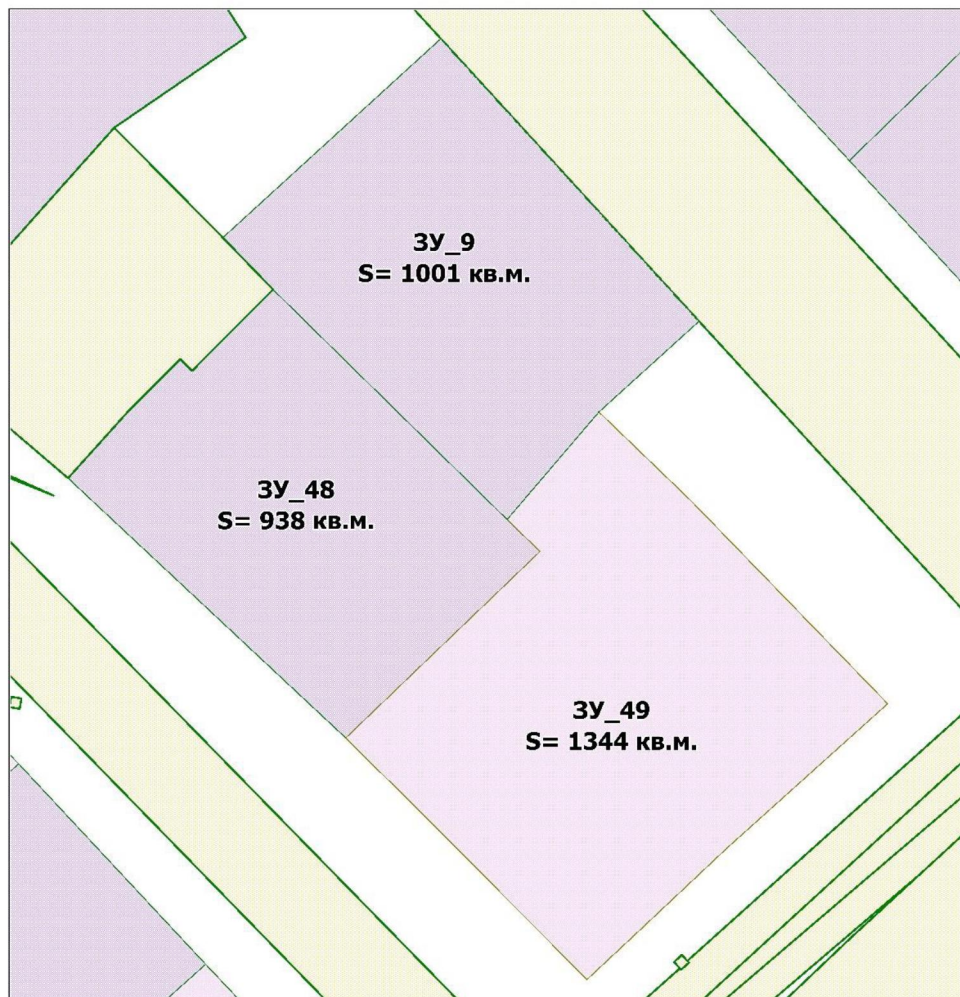 ЗУ_9
S= 1001 кв.м.
ЗУ_48
S= 938 кв.м.
ЗУ_49
S= 1344 кв.м.